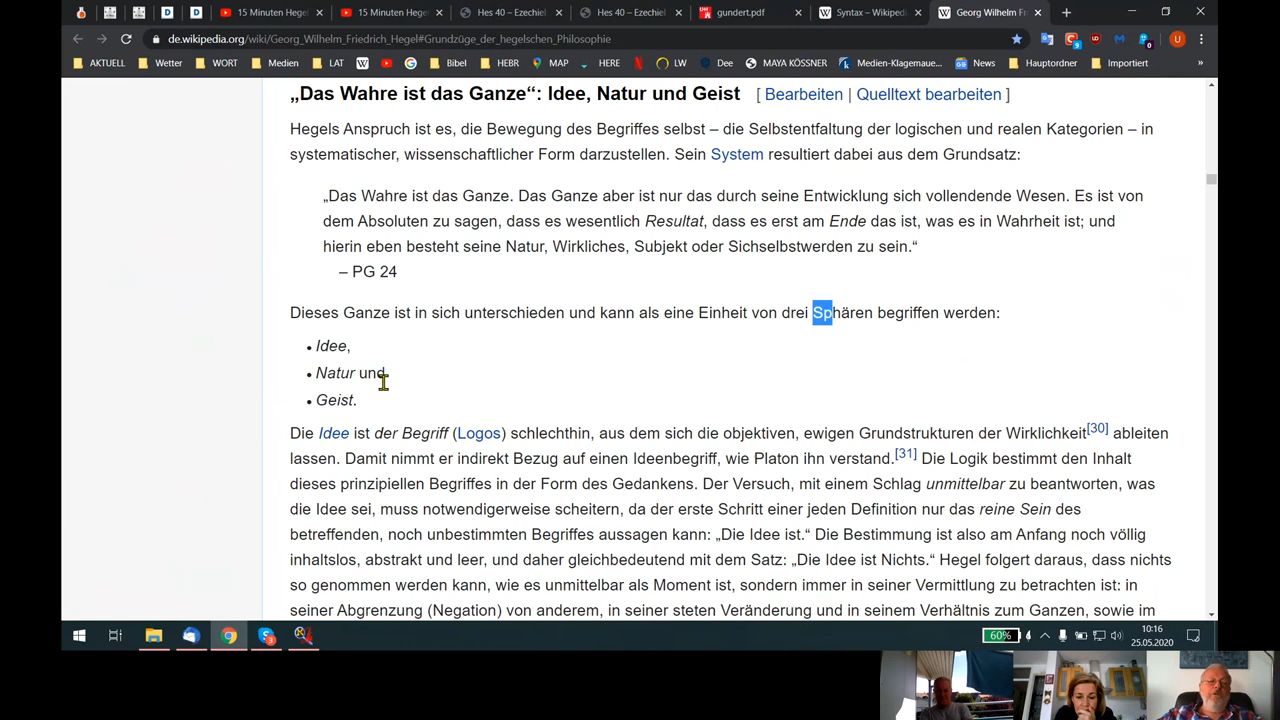 15 Minuten Hegel
15 Minuten Hegel
Hes 40 – Ezechiel
Hes 40 – Ezechiel
gundert.pdf
Syntax – Wikiped
Georg Wilhelm Fr
de.wikipedia.org/wiki/Georg_Wilhelm_Friedrich_Hegel#Grundzüge_der_hegelschen_Philosophie
9
0
U
AKTUELL Wetter WORT Medien LAT Bibel HEBR MAP HERE LW Dee MAYA KÖSSNER Medien-Klagemaue... News Hauptordner Importiert »
„Das Wahre ist das Ganze“: Idee, Natur und Geist [ Bearbeiten | Quelltext bearbeiten ]
Hegels Anspruch ist es, die Bewegung des Begriffes selbst – die Selbstentfaltung der logischen und realen Kategorien – in
systematischer, wissenschaftlicher Form darzustellen. Sein System resultiert dabei aus dem Grundsatz:
„Das Wahre ist das Ganze. Das Ganze aber ist nur das durch seine Entwicklung sich vollendende Wesen. Es ist von
dem Absoluten zu sagen, dass es wesentlich Resultat, dass es erst am Ende das ist, was es in Wahrheit ist; und
hierin eben besteht seine Natur, Wirkliches, Subjekt oder Sichselbstwerden zu sein.“
– PG 24
Dieses Ganze ist in sich unterschieden und kann als eine Einheit von drei Sphären begriffen werden:
• Idee,
• Natur und
• Geist.
Die Idee ist der Begriff (Logos) schlechthin, aus dem sich die objektiven, ewigen Grundstrukturen der Wirklichkeit[30] ableiten
lassen. Damit nimmt er indirekt Bezug auf einen Ideenbegriff, wie Platon ihn verstand.[31] Die Logik bestimmt den Inhalt
dieses prinzipiellen Begriffes in der Form des Gedankens. Der Versuch, mit einem Schlag unmittelbar zu beantworten, was
die Idee sei, muss notwendigerweise scheitern, da der erste Schritt einer jeden Definition nur das reine Sein des
betreffenden, noch unbestimmten Begriffes aussagen kann: „Die Idee ist.“ Die Bestimmung ist also am Anfang noch völlig
inhaltslos, abstrakt und leer, und daher gleichbedeutend mit dem Satz: „Die Idee ist Nichts.“ Hegel folgert daraus, dass nichts
so genommen werden kann, wie es unmittelbar als Moment ist, sondern immer in seiner Vermittlung zu betrachten ist: in
seiner Abgrenzung (Negation) von anderem, in seiner steten Veränderung und in seinem Verhältnis zum Ganzen, sowie im
60%
10:16
25.05.2020